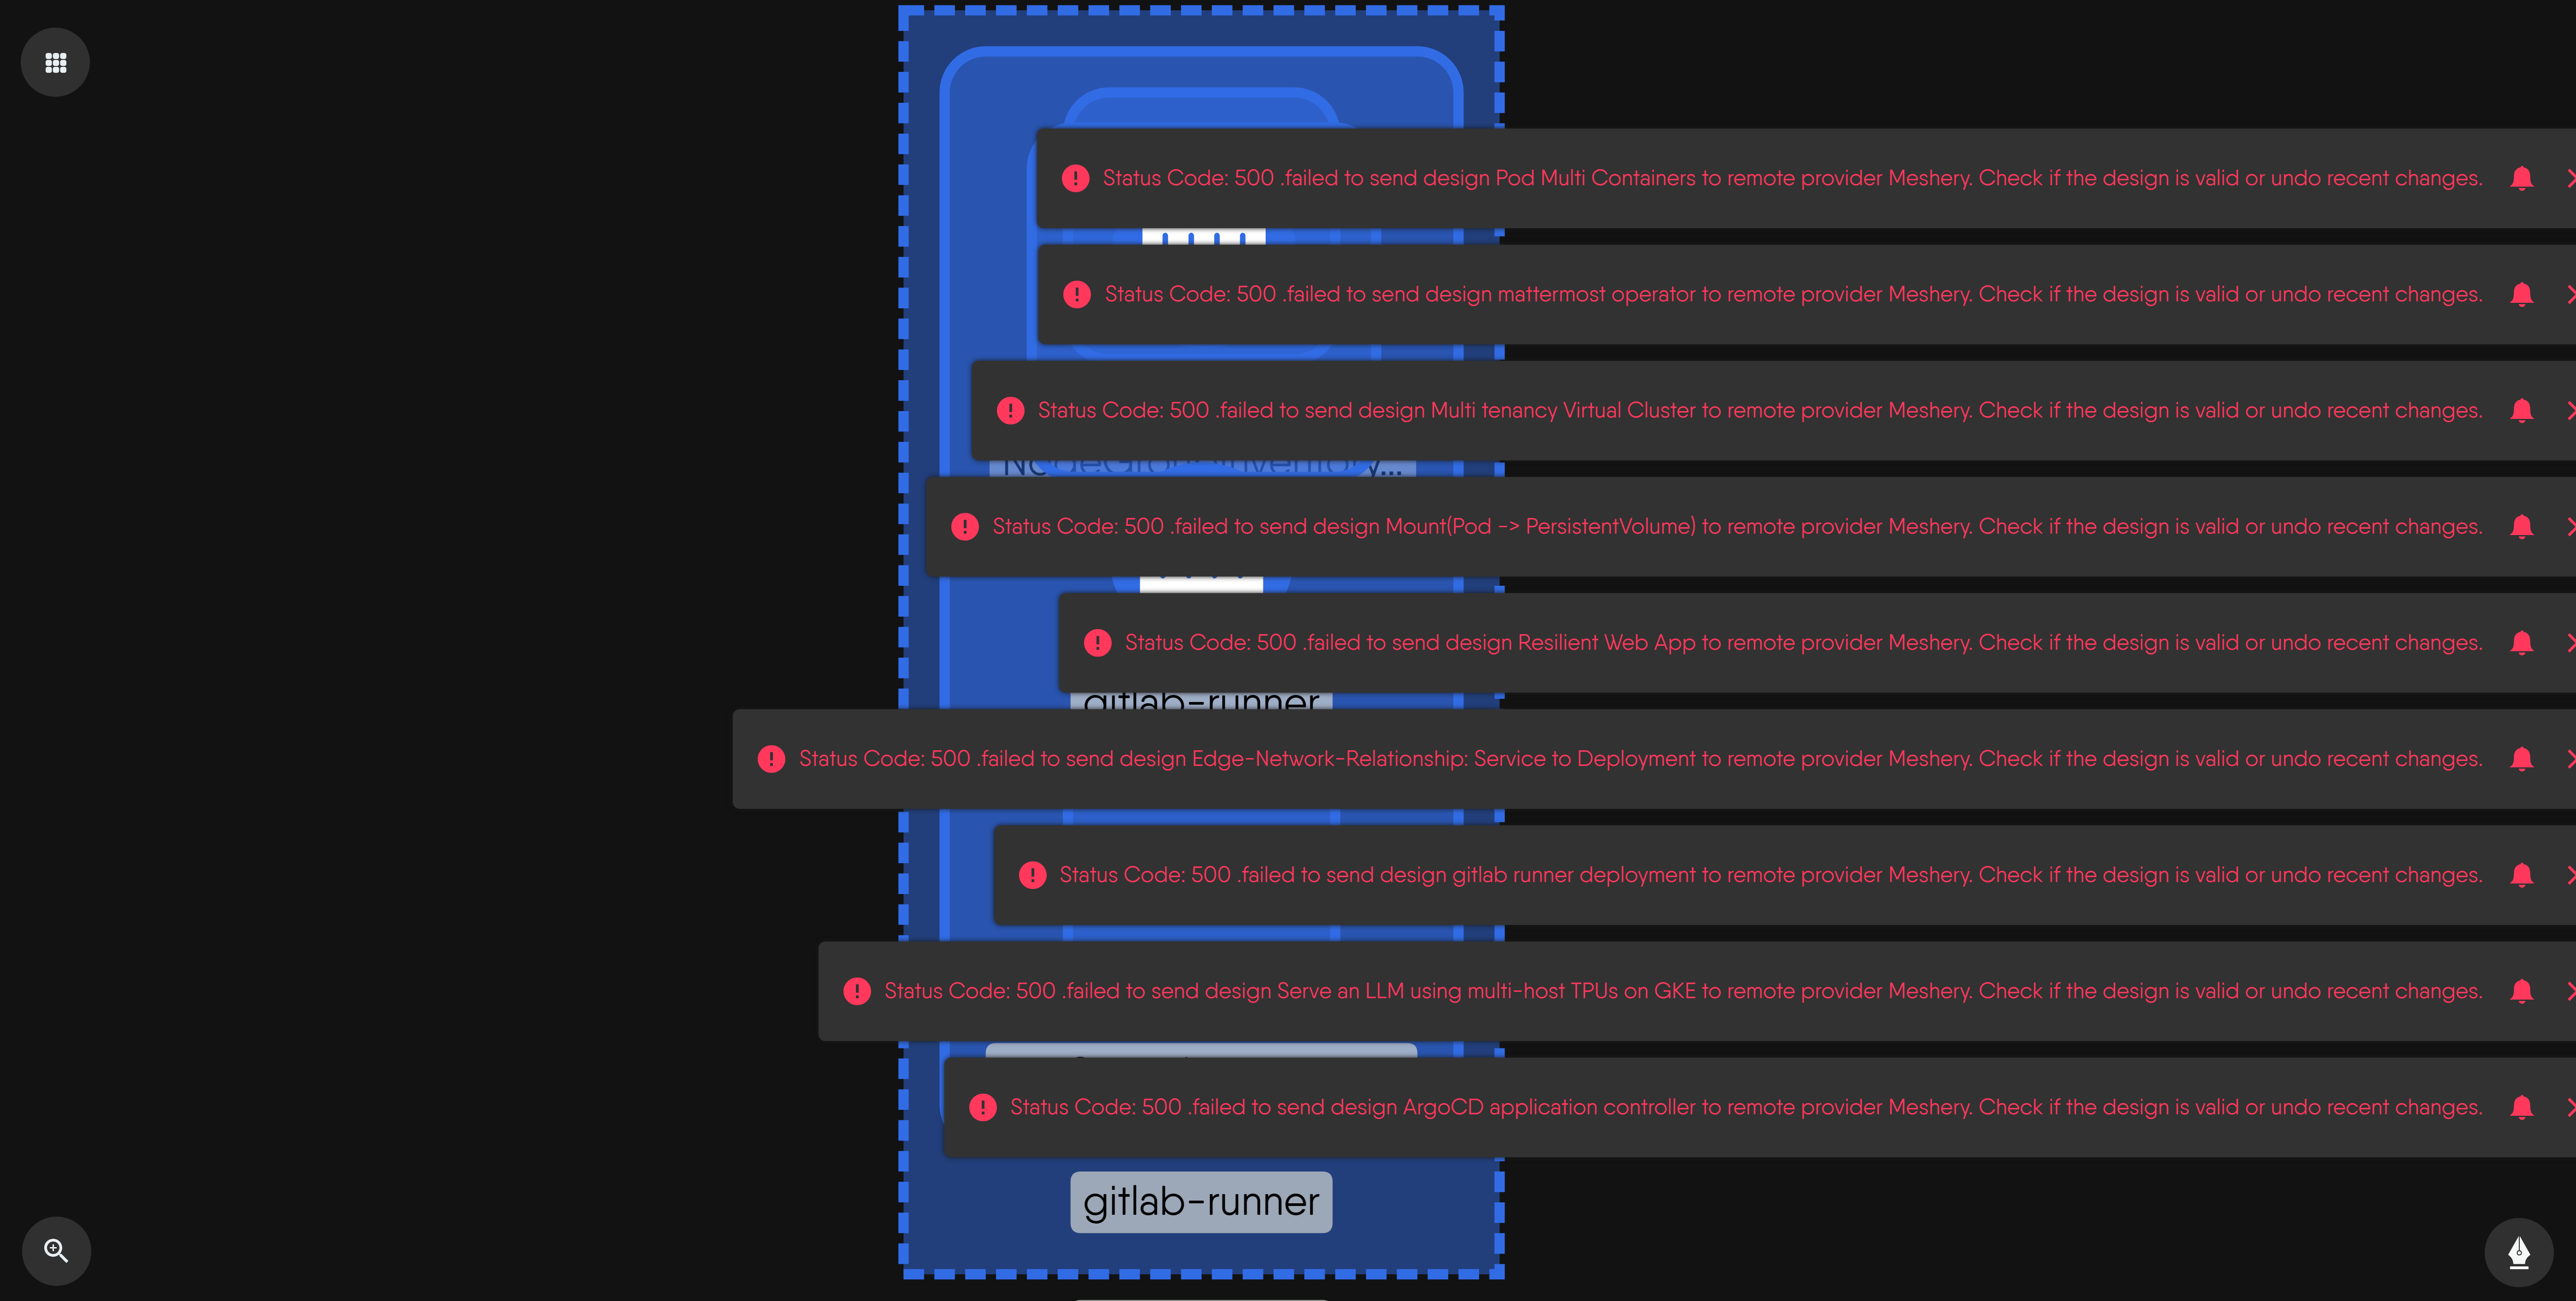 Status Code: 500 .failed to send design Pod Multi Containers to remote provider Meshery. Check if the design is valid or undo recent changes.
Status Code: 500 .failed to send design mattermost operator to remote provider Meshery. Check if the design is valid or undo recent changes.
Status Code: 500 .failed to send design Multi tenancy Virtual Cluster to remote provider Meshery. Check if the design is valid or undo recent changes.
NodeGroupInventory...
Status Code: 500 .failed to send design Mount(Pod -> PersistentVolume) to remote provider Meshery. Check if the design is valid or undo recent changes.
Status Code: 500 .failed to send design Resilient Web App to remote provider Meshery. Check if the design is valid or undo recent changes.
gitlab-runner
Status Code: 500 .failed to send design Edge-Network-Relationship: Service to Deployment to remote provider Meshery. Check if the design is valid or undo recent changes.
Status Code: 500 .failed to send design gitlab runner deployment to remote provider Meshery. Check if the design is valid or undo recent changes.
Status Code: 500 .failed to send design Serve an LLM using multi-host TPUs on GKE to remote provider Meshery. Check if the design is valid or undo recent changes.
Status Code: 500 .failed to send design ArgoCD application controller to remote provider Meshery. Check if the design is valid or undo recent changes.
gitlab-runner